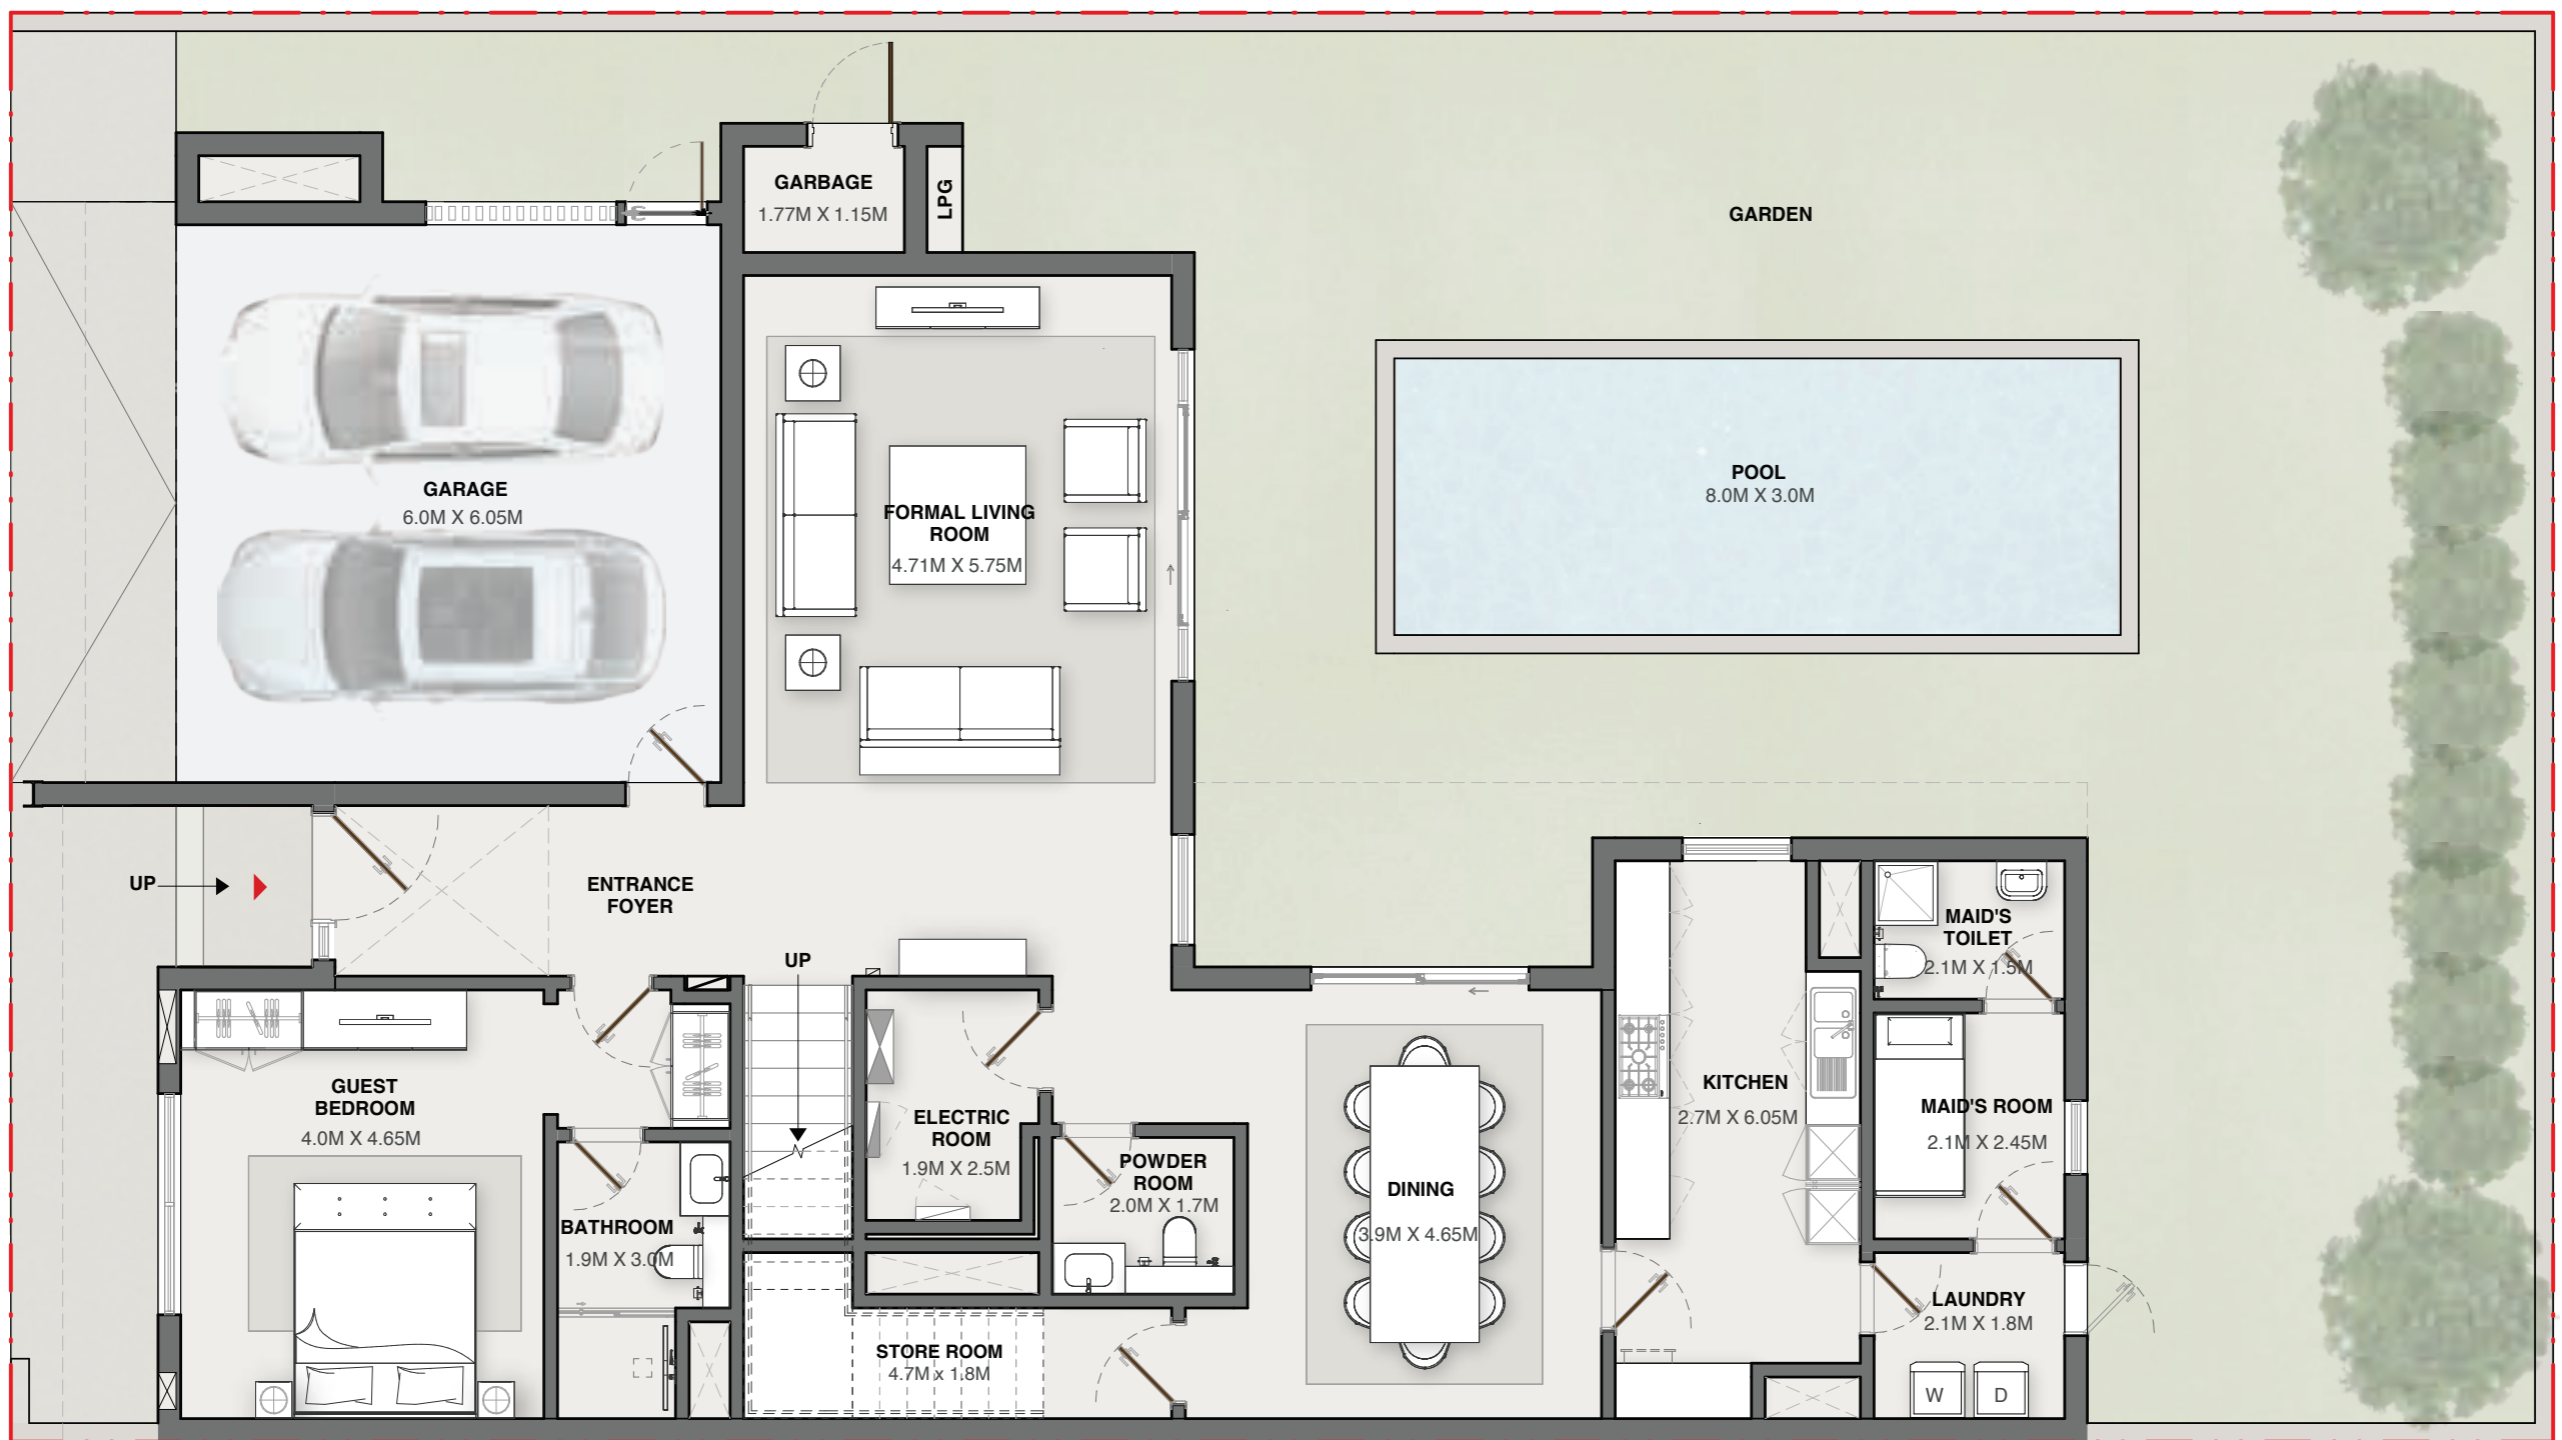 GARBAGE
1.77M X 1.15M
LPG
GARDEN
GARAGE
6.0M X 6.05M
FORMAL LIVING
ROOM
4.71M X 5.75M
POOL
8.0M X 3.0M
UP
ENTRANCE
FOYER
UP
GUEST
BEDROOM
4.0M X 4.65M
BATHROOM
1.9M X 3.0M
ELECTRIC
ROOM
1.9M X 2.5M
POWDER
ROOM
2.0M X 1.7M
STORE ROOM
4.7M x 1.8M
DINING
3.9M X 4.65M
KITCHEN
2.7M X 6.05M
MAID'S
TOILET
2.1M X 1.5M
MAID'S ROOM
2.1M X 2.45M
LAUNDRY
2.1M X 1.8M
W
D